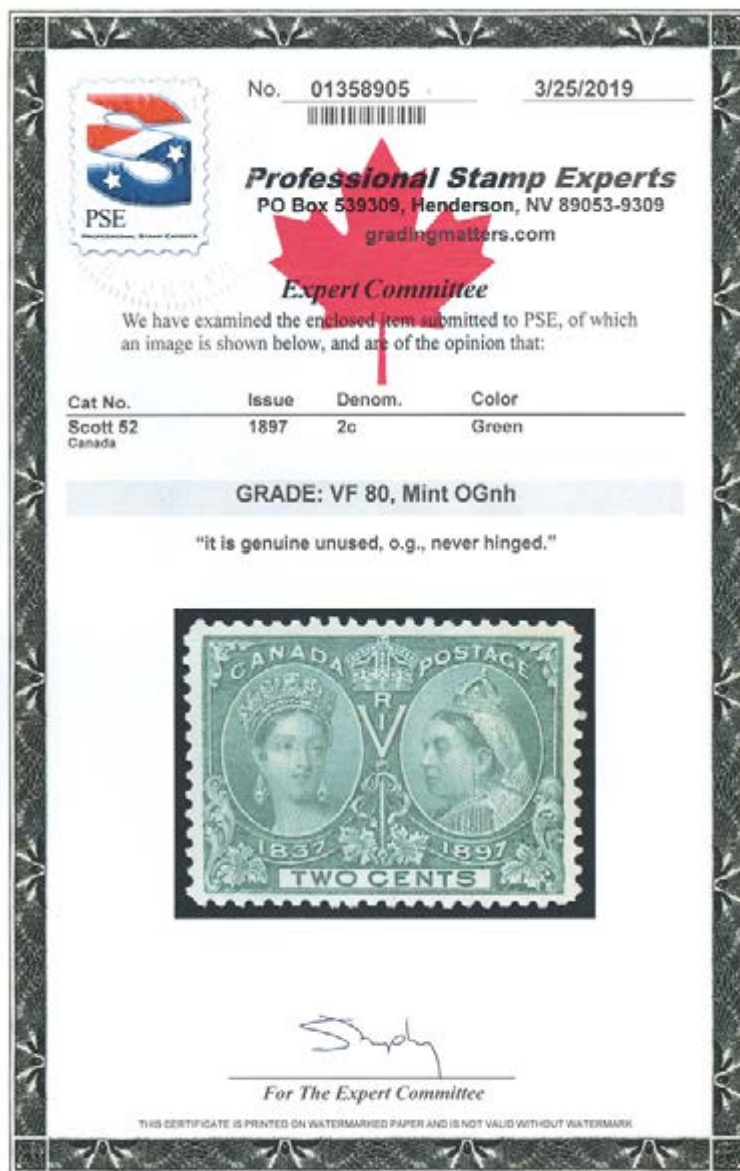 No. 01358905 3/25/2019
PSE
PROFESSIONAL STAMP EXPERTS
Professional Stamp Experts
PO Box 539309, Henderson, NV 89053-9309
gradingmatters.com
Expert Committee
We have examined the enclosed item submitted to PSE, of which
an image is shown below, and are of the opinion that:
Cat No. Issue Denom. Color
Scott 52 1897 2c Green
Canada
GRADE: VF 80, Mint OGnh
"it is genuine unused, o.g., never hinged."
CANADA POSTAGE
V R I
1837 1897
TWO CENTS
For The Expert Committee
THIS CERTIFICATE IS PRINTED ON WATERMARKED PAPER AND IS NOT VALID WITHOUT WATERMARK